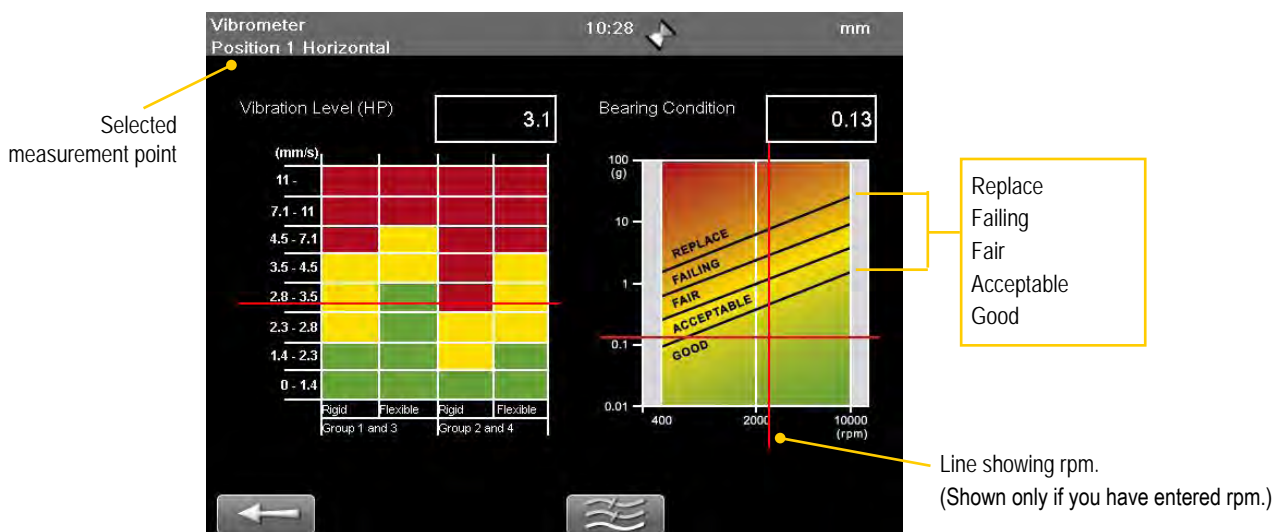 Vibrometer
10:28
mm
Position 1 Horizontal
Selected
measurement point
Vibration Level (HP)
3.1
Bearing Condition
0.13
(mm/s)
11 -
7.1 - 11
4.5 - 7.1
3.5 - 4.5
2.8 - 3.5
2.3 - 2.8
1.4 - 2.3
0 - 1.4
Rigid
Flexible
Rigid
Flexible
Group 1 and 3
Group 2 and 4
100
(g)
10
1
0.1
0.01
REPLACE
FAILING
FAIR
ACCEPTABLE
GOOD
400
2000
10000
(rpm)
Replace
Failing
Fair
Acceptable
Good
Line showing rpm.
(Shown only if you have entered rpm.)